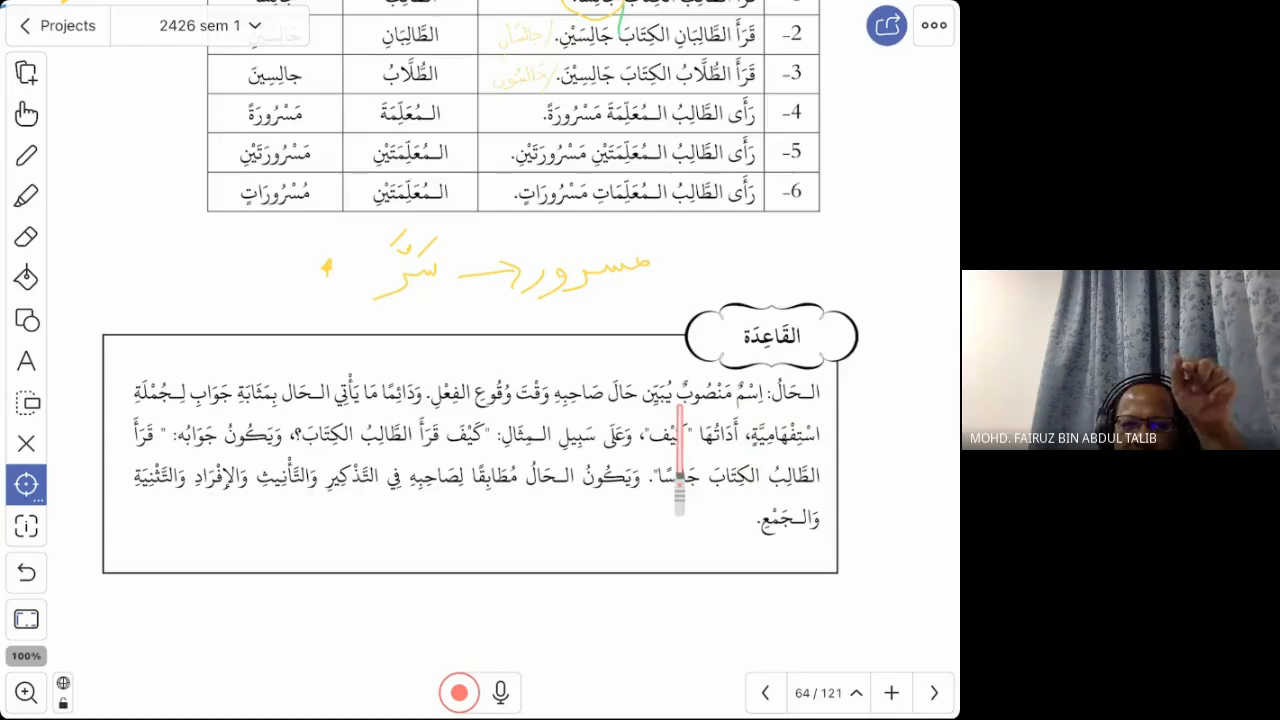 Projects
2426 sem 1
-2 قَرَأَ الطَّالِبَانِ الكِتَابَ جَالِسَيْنِ. /جالسان الطَّالِبَانِ جَالِسَيْنِ
-3 قَرَأَ الطُّلَّابُ الكِتَابَ جَالِسِيْنَ. /جالسون الطُّلَّابُ جالِسِينَ
-4 رَأَى الطَّالِبُ الـمُعَلِّمَةَ مَسْرُورَةً. الـمُعَلِّمَةَ مَسْرُورَةً
-5 رَأَى الطَّالِبُ الـمُعَلِّمَتَيْنِ مَسْرُورَتَيْنِ. الـمُعَلِّمَتَيْنِ مَسْرُورَتَيْنِ
-6 رَأَى الطَّالِبُ الـمُعَلِّمَاتِ مَسْرُورَاتٍ. الـمُعَلِّمَتَيْنِ مُسْرُورَاتٍ
مسرور → سَرَّ
القَاعِدَة
الـحَالُ: اِسْمٌ مَنْصُوبٌ يُبَيِّن حَالَ صَاحِبِهِ وَقْتَ وُقُوعِ الفِعْلِ. وَدَائِمًا مَا يَأْتِي الـحَال بِمَثَابَةِ جَوَابِ لِـجُمْلَةِ
اسْتِفْهَامِيَّةٍ، أَدَاتُهَا "كَيْف"، وَعَلَى سَبِيلِ الـمِثَالِ: "كَيْفَ قَرَأَ الطَّالِبُ الكِتَابَ؟، وَيَكُونُ جَوَابُه: " قَرَأَ
الطَّالِبُ الكِتَابَ جَالِسًا". وَيَكُونُ الـحَالُ مُطَابِقًا لِصَاحِبِهِ فِي التَّذْكِيرِ وَالتَّأْنِيثِ وَالإِفْرَادِ وَالتَّثْنِيَةِ
وَالـجَمْعِ.
MOHD. FAIRUZ BIN ABDUL TALIB
100%
64 / 121